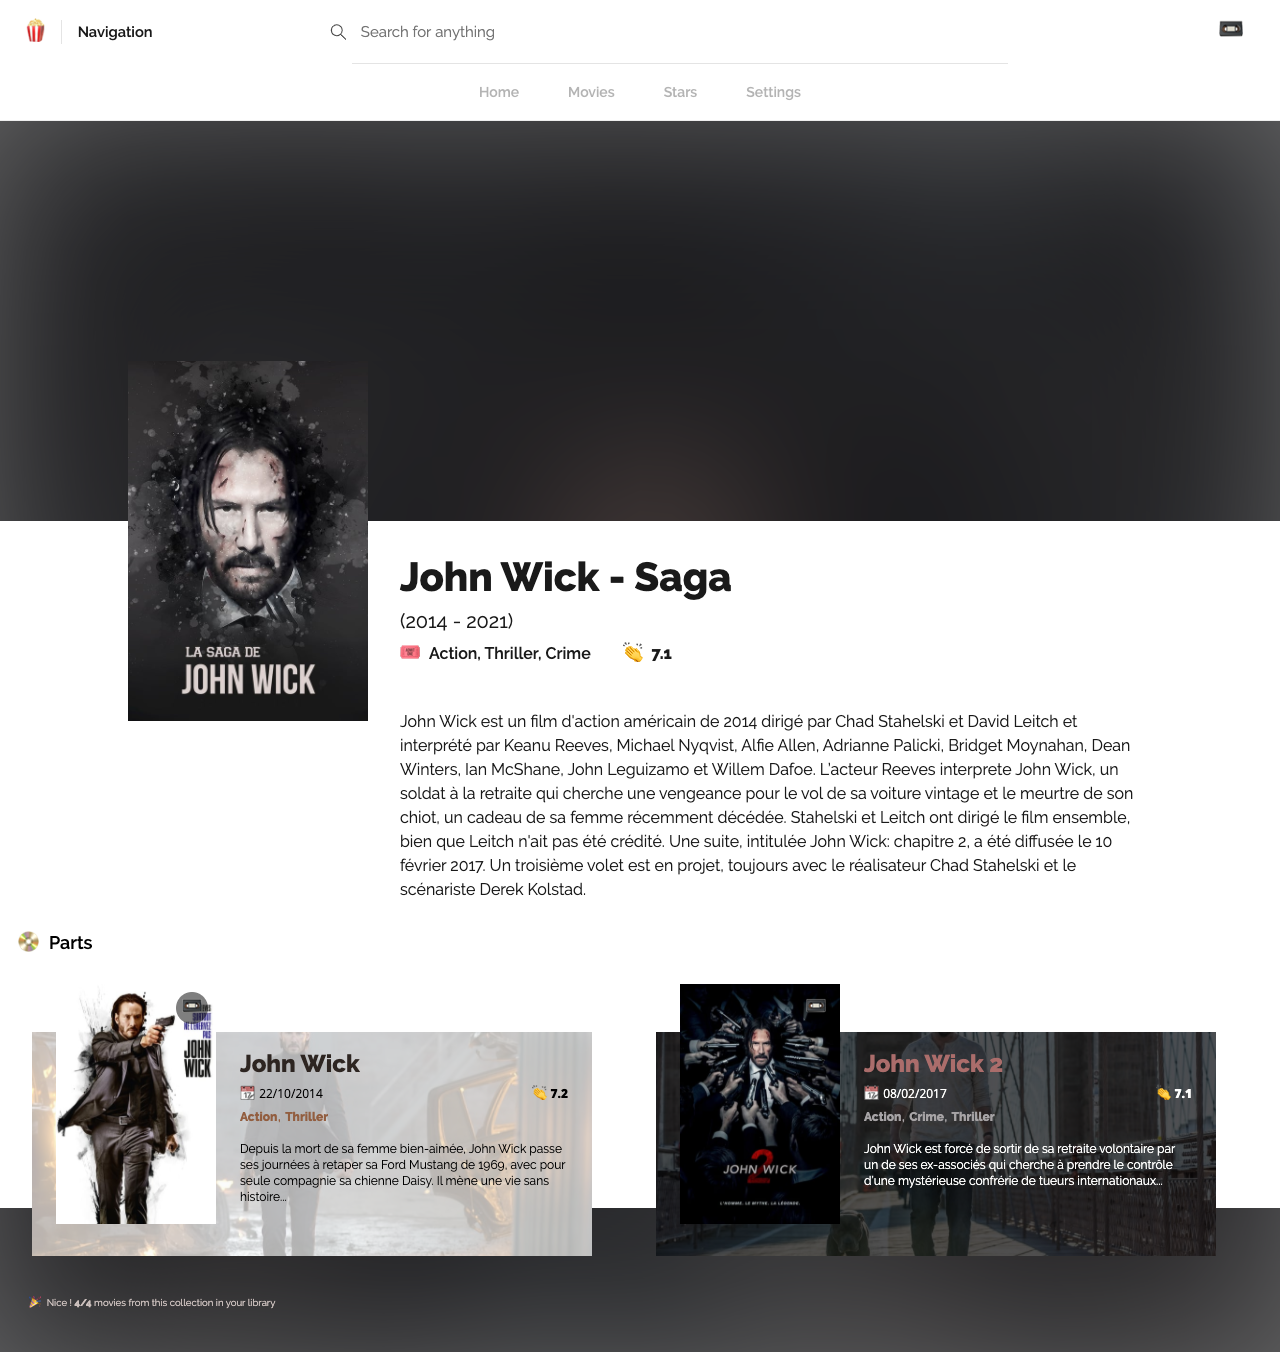 Navigation
Search for anything
Home Movies Stars Settings
LA SAGA DE
JOHN WICK
John Wick - Saga
(2014 - 2021)
Action, Thriller, Crime 7.1
John Wick est un film d'action américain de 2014 dirigé par Chad Stahelski et David Leitch et
interprété par Keanu Reeves, Michael Nyqvist, Alfie Allen, Adrianne Palicki, Bridget Moynahan, Dean
Winters, Ian McShane, John Leguizamo et Willem Dafoe. L'acteur Reeves interprete John Wick, un
soldat à la retraite qui cherche une vengeance pour le vol de sa voiture vintage et le meurtre de son
chiot, un cadeau de sa femme récemment décédée. Stahelski et Leitch ont dirigé le film ensemble,
bien que Leitch n'ait pas été crédité. Une suite, intitulée John Wick: chapitre 2, a été diffusée le 10
février 2017. Un troisième volet est en projet, toujours avec le réalisateur Chad Stahelski et le
scénariste Derek Kolstad.
Parts
JOHN
WICK
John Wick
22/10/2014 7.2
Action, Thriller
Depuis la mort de sa femme bien-aimée, John Wick passe
ses journées à retaper sa Ford Mustang de 1969, avec pour
seule compagnie sa chienne Daisy. Il mène une vie sans
histoire...
2
JOHN WICK
L'HOMME. LE MYTHE. LA LÉGENDE.
John Wick 2
08/02/2017 7.1
Action, Crime, Thriller
John Wick est forcé de sortir de sa retraite volontaire par
un de ses ex-associés qui cherche à prendre le contrôle
d'une mystérieuse confrérie de tueurs internationaux...
Nice ! 4/4 movies from this collection in your library